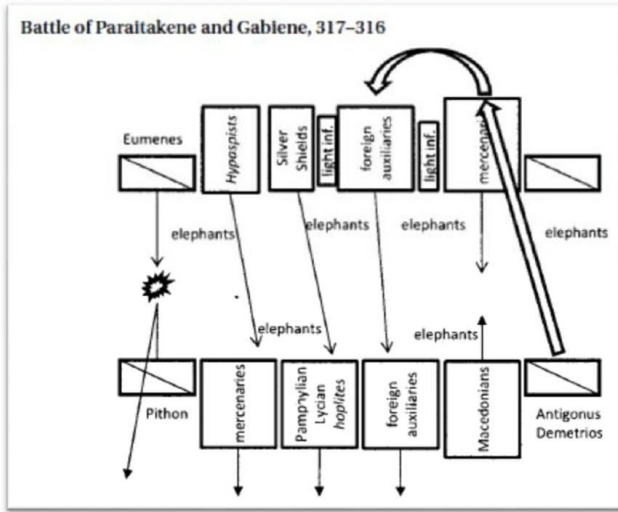 Battle of Paraitakene and Gabiene, 317–316
Eumenes
Hypaspists
Silver
Shields
light inf.
foreign
auxiliaries
light inf.
elephants
elephants
elephants
elephants
elephants
elephants
Pithon
mercenaries
Pamphylian
Lycian
hoplites
foreign
auxiliaries
Macedonians
Antigonus
Demetrios